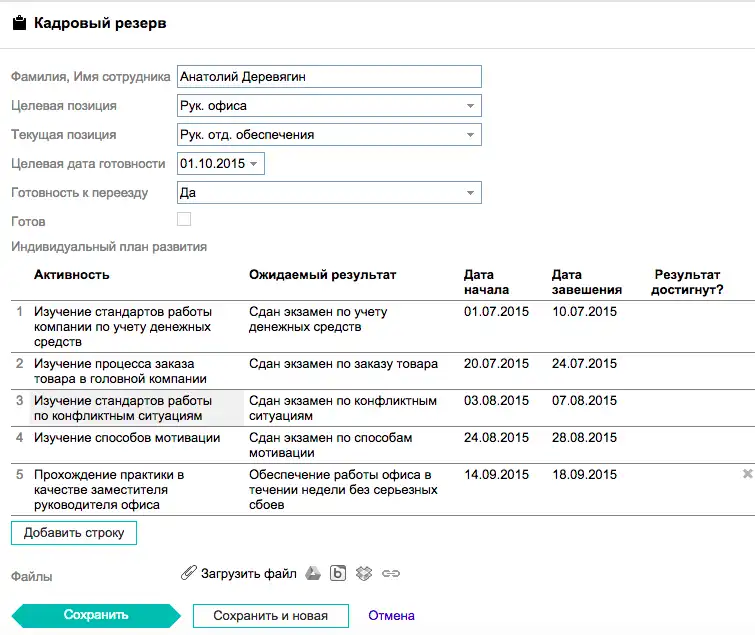 Кадровый резерв
Фамилия, Имя сотрудника Анатолий Деревягин
Целевая позиция Рук. офиса
Текущая позиция Рук. отд. обеспечения
Целевая дата готовности 01.10.2015
Готовность к переезду Да
Готов
Индивидуальный план развития
Активность Ожидаемый результат Дата Дата Результат
начала завешения достигнут?
1 Изучение стандартов работы Сдан экзамен по учету 01.07.2015 10.07.2015
компании по учету денежных денежных средств
средств
2 Изучение процесса заказа Сдан экзамен по заказу товара 20.07.2015 24.07.2015
товара в головной компании
3 Изучение стандартов работы Сдан экзамен по конфликтным 03.08.2015 07.08.2015
по конфликтным ситуациям ситуациям
4 Изучение способов мотивации Сдан экзамен по способам 24.08.2015 28.08.2015
мотивации
5 Прохождение практики в Обеспечение работы офиса в 14.09.2015 18.09.2015
качестве заместителя течении недели без серьезных
руководителя офиса сбоев
Добавить строку
Файлы Загрузить файл
Сохранить Сохранить и новая Отмена